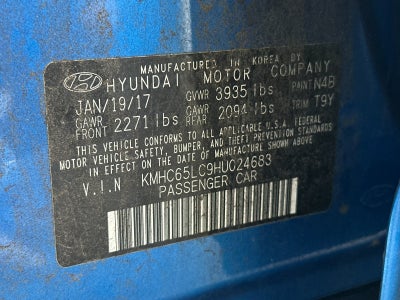 MANUFACTURED IN KOREA BY
HYUNDAI MOTOR COMPANY
JAN/19/17 GVWR 3935 lbs PAINT N4B
GAWR FRONT 2271 lbs GAWR REAR 2094 lbs TRIM T9Y
THIS VEHICLE CONFORMS TO ALL APPLICABLE U.S.A. FEDERAL
MOTOR VEHICLE SAFETY, BUMPER, AND THEFT PREVENTION STANDARDS
IN EFFECT ON THE DATE OF MANUFACTURE SHOWN ABOVE.
V.I.N KMHC65LC9HU024683
PASSENGER CAR